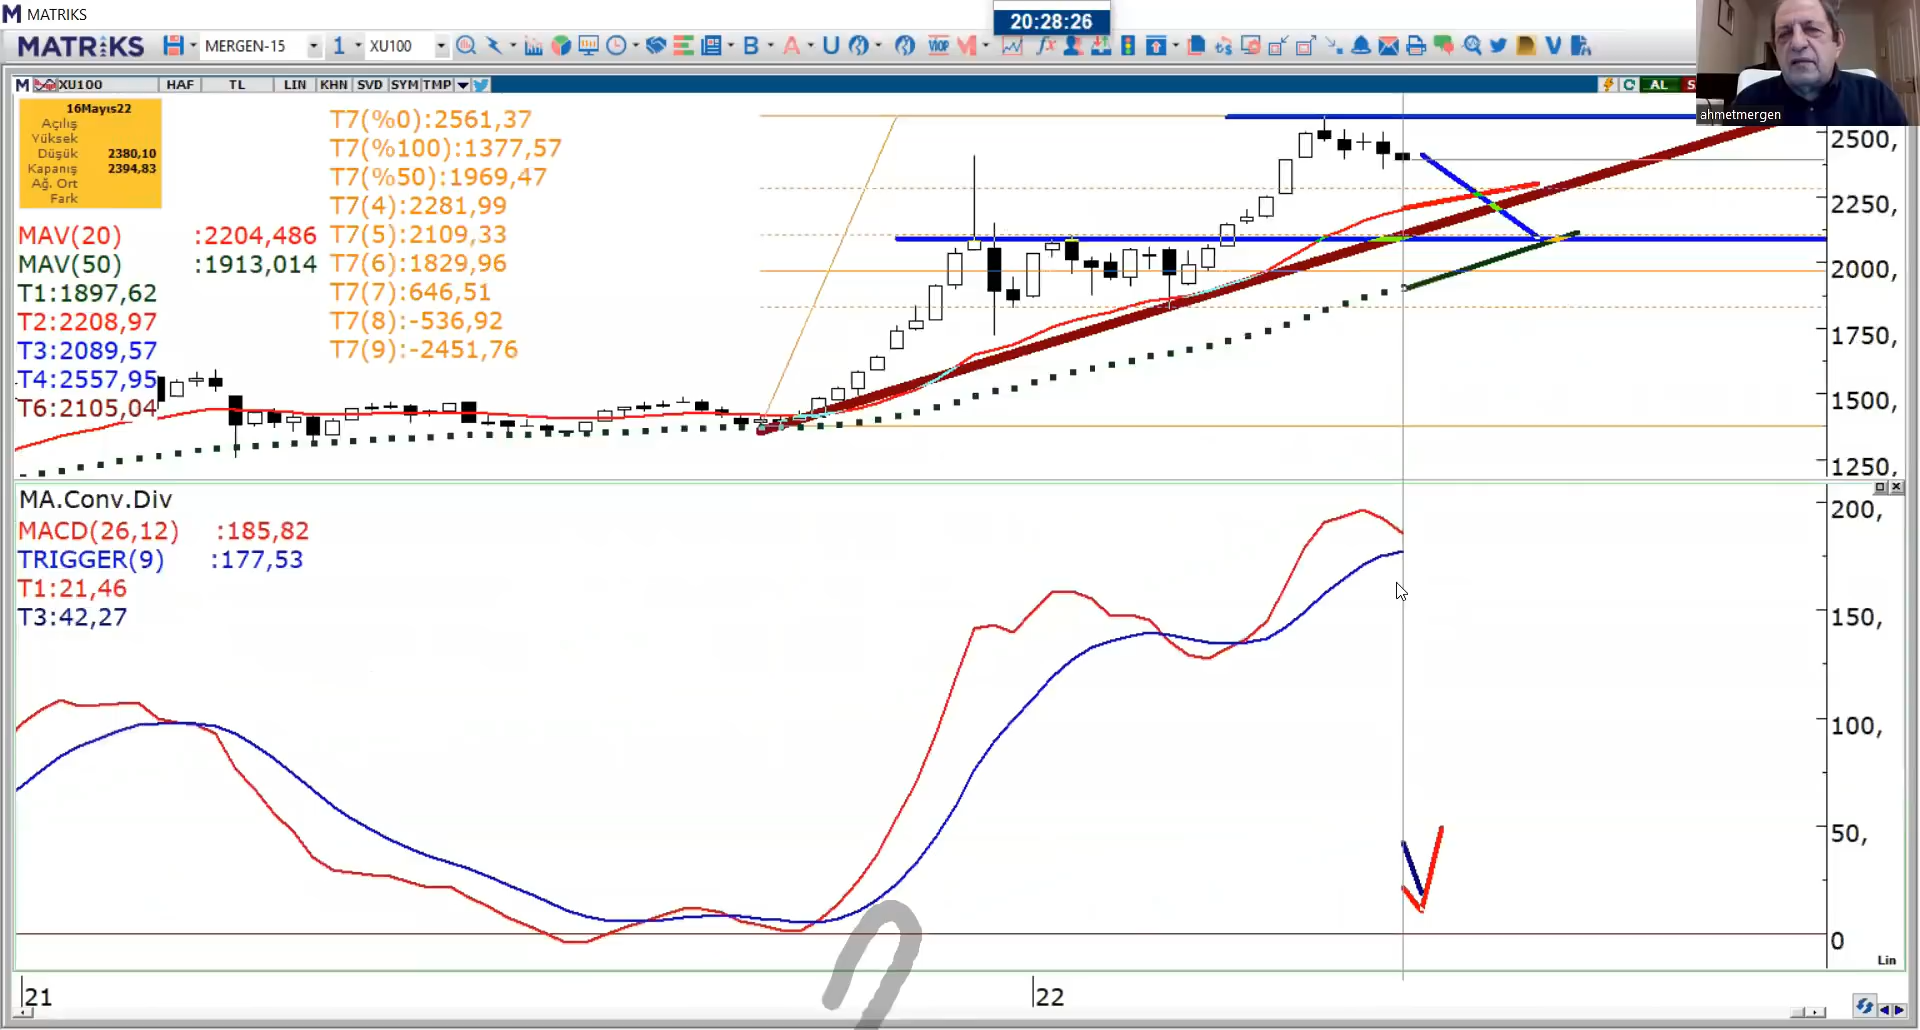 MATRIKS
20:28:26
MATRIKS MERGEN-15 1 XU100 B A U VIOP M fx V
ahmetmergen
XU100 HAF TL LIN KHN SVD SYM TMP AL
16Mayıs22
Açılış
Yüksek
Düşük 2380,10
Kapanış 2394,83
Ağ. Ort
Fark
T7(%0):2561,37
T7(%100):1377,57
T7(%50):1969,47
T7(4):2281,99
T7(5):2109,33
T7(6):1829,96
T7(7):646,51
T7(8):-536,92
T7(9):-2451,76
MAV(20) :2204,486
MAV(50) :1913,014
T1:1897,62
T2:2208,97
T3:2089,57
T4:2557,95
T6:2105,04
2500,
2250,
2000,
1750,
1500,
1250,
MA.Conv.Div
MACD(26,12) :185,82
TRIGGER(9) :177,53
T1:21,46
T3:42,27
200,
150,
100,
50,
0
Lin
21
22